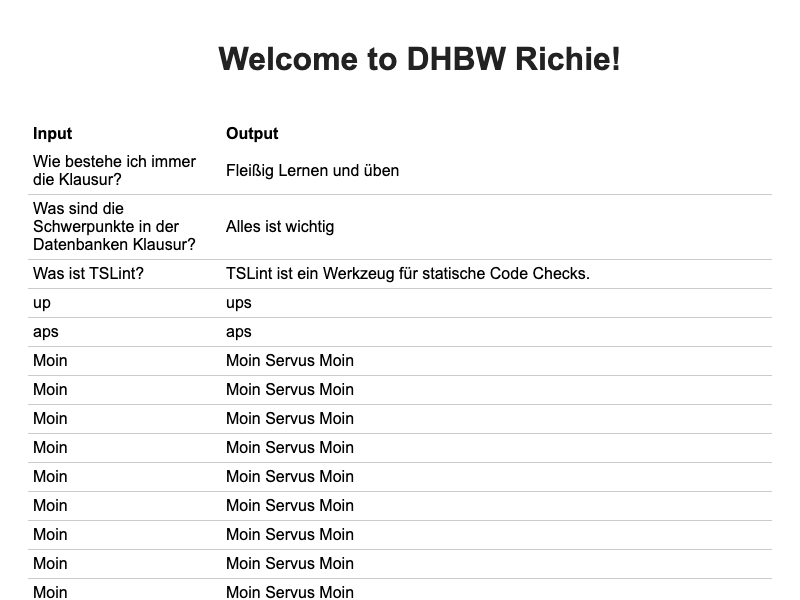 Welcome to DHBW Richie!
Input Output
Wie bestehe ich immer
die Klausur?
Fleißig Lernen und üben
Was sind die
Schwerpunkte in der
Datenbanken Klausur?
Alles ist wichtig
Was ist TSLint? TSLint ist ein Werkzeug für statische Code Checks.
up ups
aps aps
Moin Moin Servus Moin
Moin Moin Servus Moin
Moin Moin Servus Moin
Moin Moin Servus Moin
Moin Moin Servus Moin
Moin Moin Servus Moin
Moin Moin Servus Moin
Moin Moin Servus Moin
Moin Moin Servus Moin